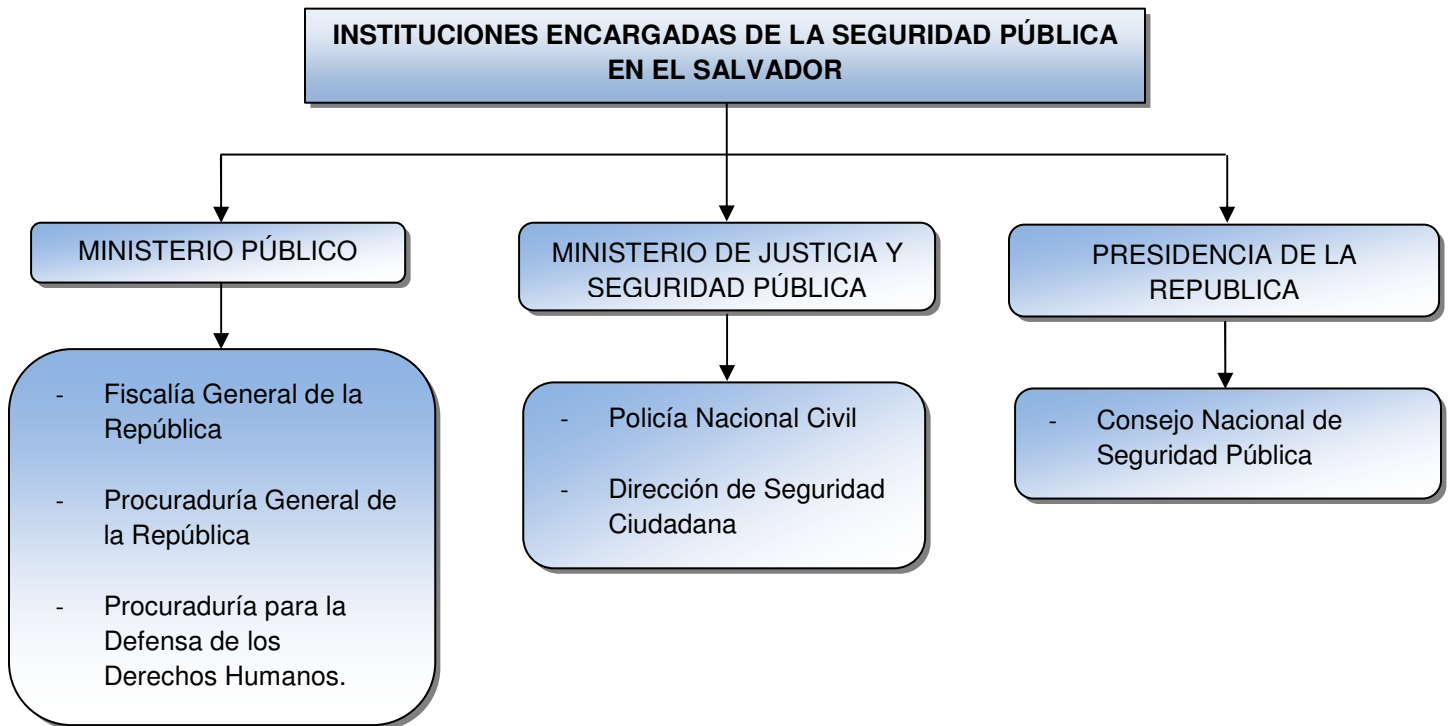 INSTITUCIONES ENCARGADAS DE LA SEGURIDAD PÚBLICA
EN EL SALVADOR
MINISTERIO PÚBLICO
- Fiscalía General de la
República
- Procuraduría General de
la República
- Procuraduría para la
Defensa de los
Derechos Humanos.
MINISTERIO DE JUSTICIA Y
SEGURIDAD PÚBLICA
- Policía Nacional Civil
- Dirección de Seguridad
Ciudadana
PRESIDENCIA DE LA
REPUBLICA
- Consejo Nacional de
Seguridad Pública